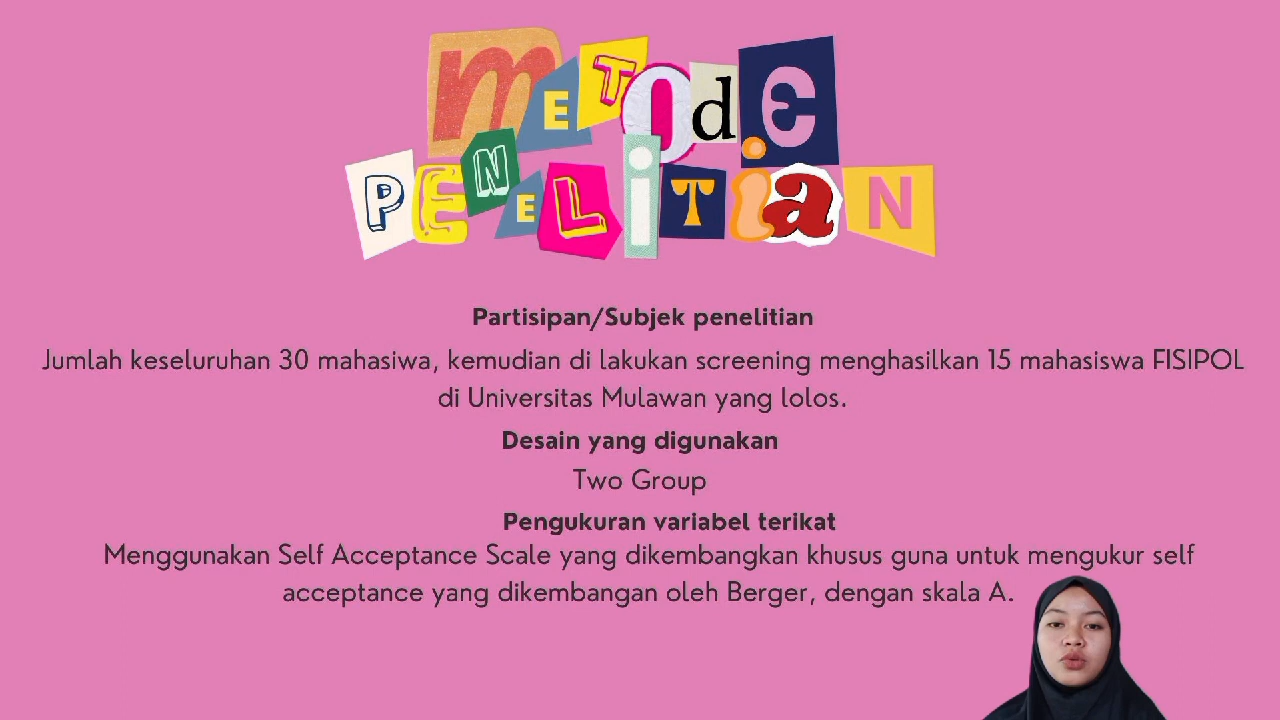 mETOdE
PENELiTiaN
Partisipan/Subjek penelitian
Jumlah keseluruhan 30 mahasiwa, kemudian di lakukan screening menghasilkan 15 mahasiswa FISIPOL
di Universitas Mulawan yang lolos.
Desain yang digunakan
Two Group
Pengukuran variabel terikat
Menggunakan Self Acceptance Scale yang dikembangkan khusus guna untuk mengukur self
acceptance yang dikembangan oleh Berger, dengan skala A.